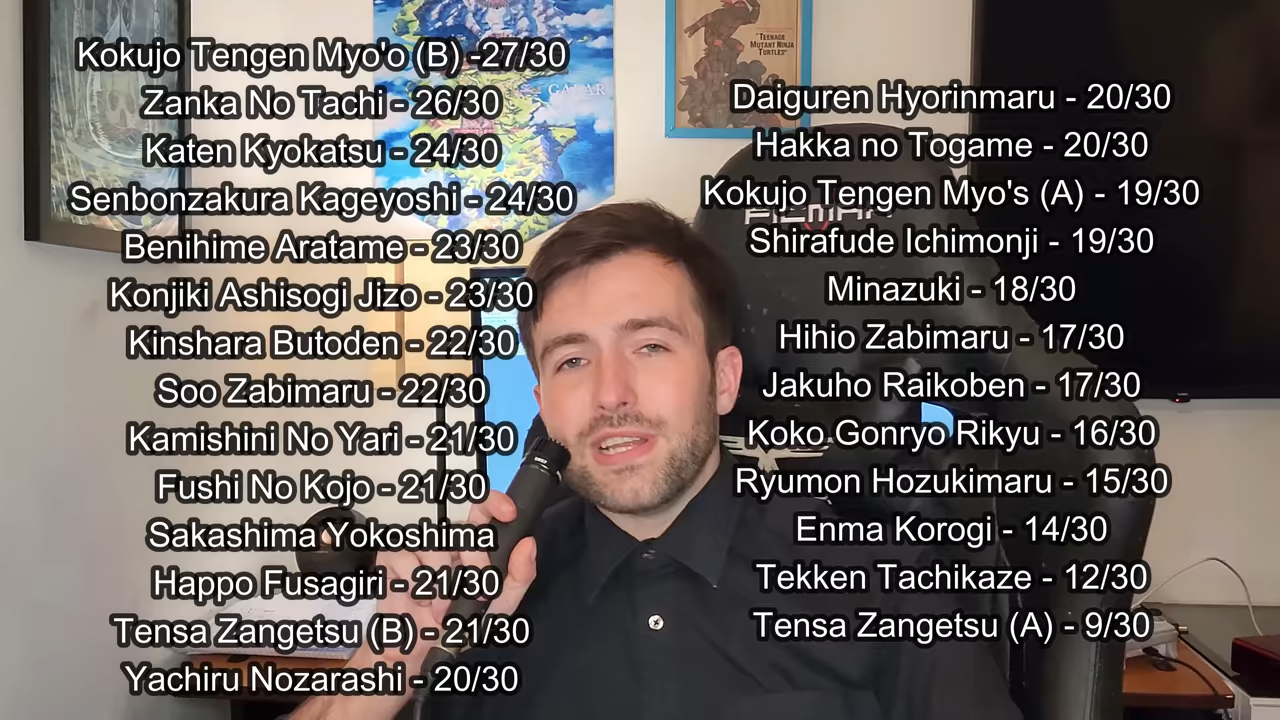 Kokujo Tengen Myo'o (B) -27/30
Zanka No Tachi - 26/30
Katen Kyokatsu - 24/30
Senbonzakura Kageyoshi - 24/30
Benihime Aratame - 23/30
Konjiki Ashisogi Jizo - 23/30
Kinshara Butoden - 22/30
Soo Zabimaru - 22/30
Kamishini No Yari - 21/30
Fushi No Kojo - 21/30
Sakashima Yokoshima
Happo Fusagiri - 21/30
Tensa Zangetsu (B) - 21/30
Yachiru Nozarashi - 20/30
Daiguren Hyorinmaru - 20/30
Hakka no Togame - 20/30
Kokujo Tengen Myo's (A) - 19/30
Shirafude Ichimonji - 19/30
Minazuki - 18/30
Hihio Zabimaru - 17/30
Jakuho Raikoben - 17/30
Koko Gonryo Rikyu - 16/30
Ryumon Hozukimaru - 15/30
Enma Korogi - 14/30
Tekken Tachikaze - 12/30
Tensa Zangetsu (A) - 9/30
GALAR
"TEENAGE
MUTANT NINJA
TURTLES"